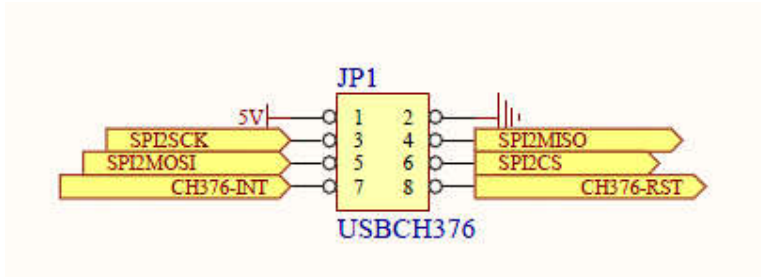 JP1
5V 1 2
SPI2SCK 3 4 SPI2MISO
SPI2MOSI 5 6 SPI2CS
CH376-INT 7 8 CH376-RST
USBCH376